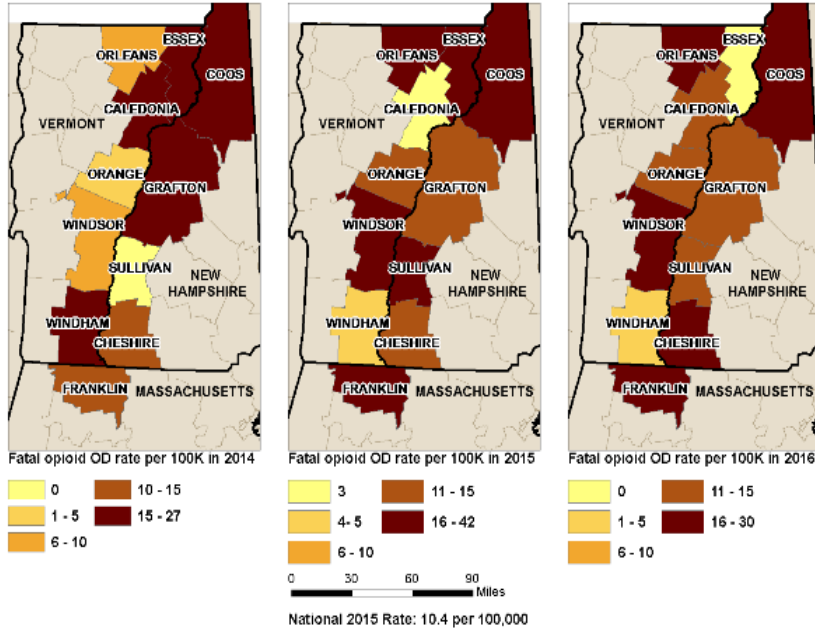 ESSEX
ORLEANS
COOS
CALEDONIA
VERMONT
ORANGE
GRAFTON
WINDSOR
SULLIVAN
NEW
HAMPSHIRE
WINDHAM
CHESHIRE
FRANKLIN
MASSACHUSETTS
Fatal opioid OD rate per 100K in 2014
0
1 - 5
6 - 10
10 - 15
15 - 27
ESSEX
ORLEANS
COOS
CALEDONIA
VERMONT
ORANGE
GRAFTON
WINDSOR
SULLIVAN
NEW
HAMPSHIRE
WINDHAM
CHESHIRE
FRANKLIN
MASSACHUSETTS
Fatal opioid OD rate per 100K in 2015
3
4- 5
6 - 10
11 - 15
16 - 42
0 30 60 90
Miles
National 2015 Rate: 10.4 per 100,000
ESSEX
ORLEANS
COOS
CALEDONIA
VERMONT
ORANGE
GRAFTON
WINDSOR
SULLIVAN
NEW
HAMPSHIRE
WINDHAM
CHESHIRE
FRANKLIN
MASSACHUSETTS
Fatal opioid OD rate per 100K in 2016
0
1 - 5
6 - 10
11 - 15
16 - 30